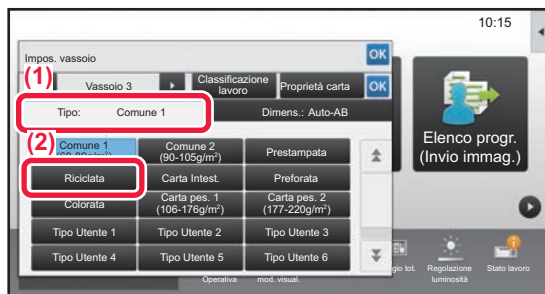 10:15
Impos. vassoio
OK
(1)
Vassoio 3
Classificazione
lavoro
Proprietà carta
OK
Tipo: Comune 1
Dimens.: Auto-AB
(2)
Comune 1
Comune 2
(90-105g/m²)
Prestampata
Riciclata
Carta Intest.
Preforata
Colorata
Carta pes. 1
(106-176g/m²)
Carta pes. 2
(177-220g/m²)
Tipo Utente 1
Tipo Utente 2
Tipo Utente 3
Tipo Utente 4
Tipo Utente 5
Tipo Utente 6
Elenco progr.
(Invio immag.)
Operativa
mod. visual.
gio tot.
Regolazione
luminosità
Stato lavoro